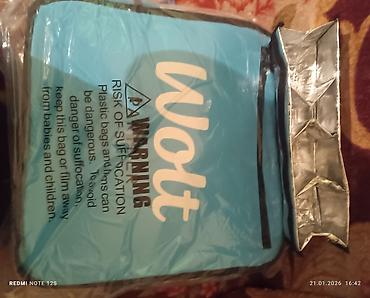 Wolt
WARNING
RISK OF SUFFOCATION
Plastic bags and films can
be dangerous. To avoid
danger of suffocation,
keep this bag or film away
from babies and children.
REDMI NOTE 12S
21.01.2026 16:42